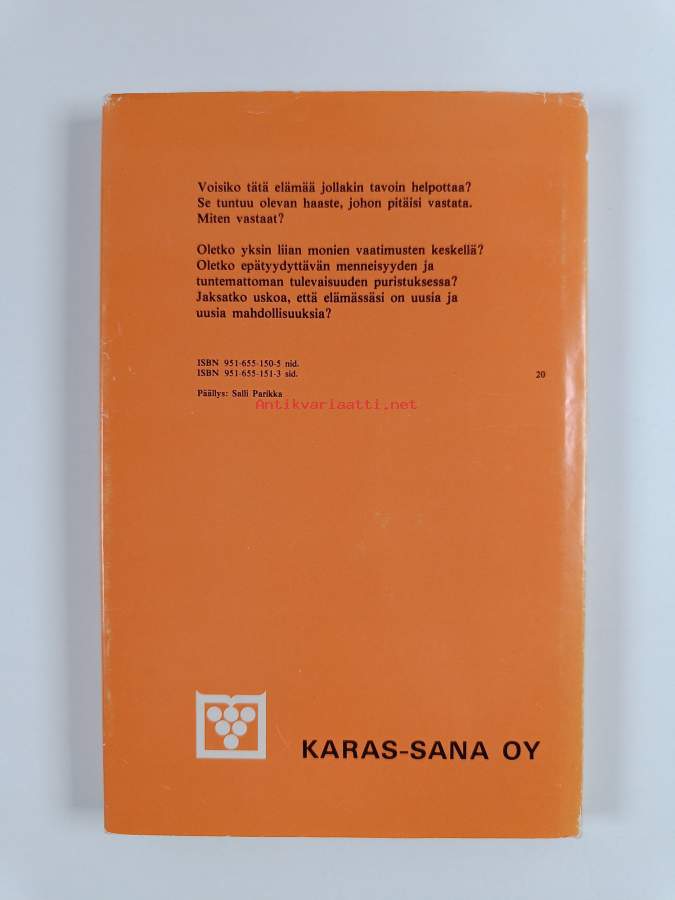 Voisiko tätä elämää jollakin tavoin helpottaa?
Se tuntuu olevan haaste, johon pitäisi vastata.
Miten vastaat?
Oletko yksin liian monien vaatimusten keskellä?
Oletko epätyydyttävän menneisyyden ja
tuntemattoman tulevaisuuden puristuksessa?
Jaksatko uskoa, että elämässäsi on uusia ja
uusia mahdollisuuksia?
ISBN 951-655-150-5 nid.
ISBN 951-655-151-3 sid.
20
Päällys: Salli Parikka
Antikvariaatti.net
KARAS-SANA OY